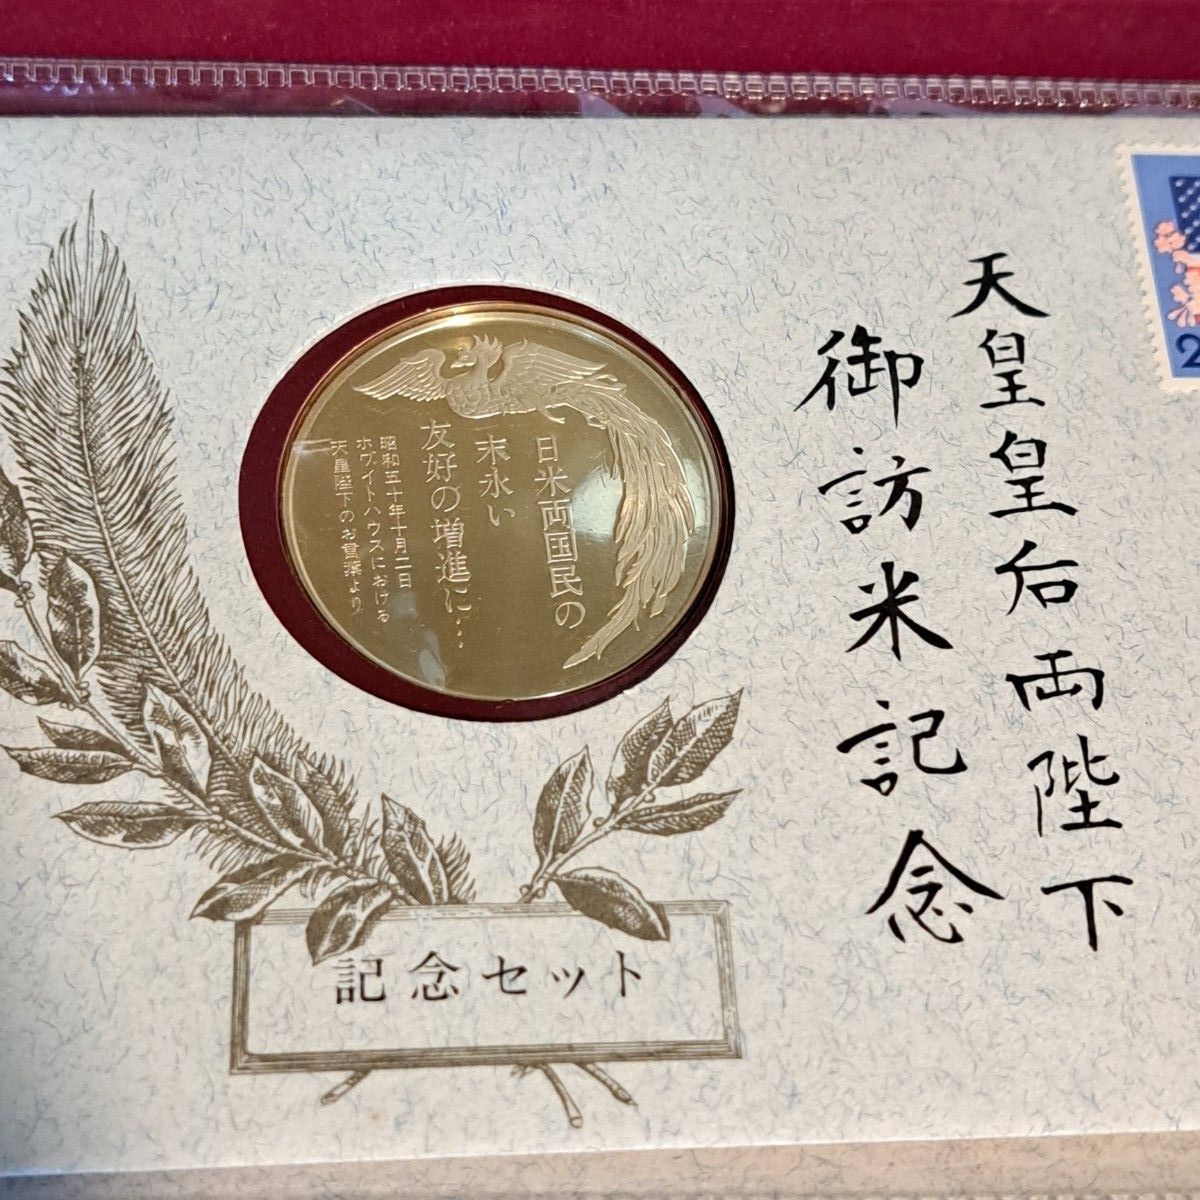 天皇皇后両陛下
御訪米記念
日米両国民の
末永い
友好の増進に…
昭和五十年十月二日
ホワイトハウスにおける
天皇陛下のお言葉より
記念セット
2